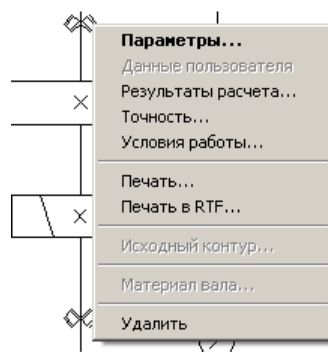 Параметры...
Данные пользователя
Результаты расчета...
Точность...
Условия работы...
Печать...
Печать в RTF...
Исходный контур...
Материал вала...
Удалить